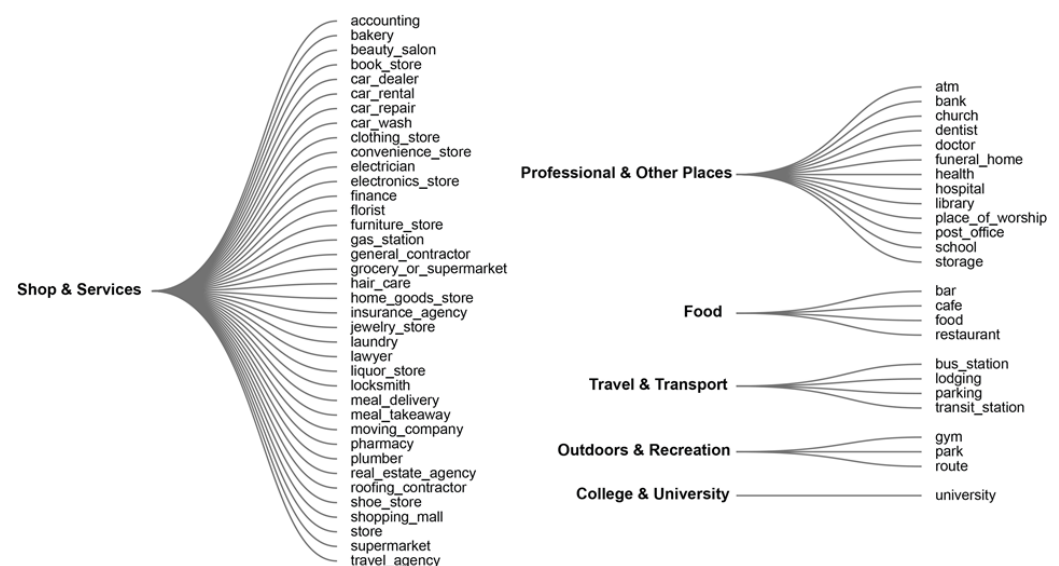 Shop & Services
accounting
bakery
beauty_salon
book_store
car_dealer
car_rental
car_repair
car_wash
clothing_store
convenience_store
electrician
electronics_store
finance
florist
furniture_store
gas_station
general_contractor
grocery_or_supermarket
hair_care
home_goods_store
insurance_agency
jewelry_store
laundry
lawyer
liquor_store
locksmith
meal_delivery
meal_takeaway
moving_company
pharmacy
plumber
real_estate_agency
roofing_contractor
shoe_store
shopping_mall
store
supermarket
travel_agency
Professional & Other Places
atm
bank
church
dentist
doctor
funeral_home
health
hospital
library
place_of_worship
post_office
school
storage
Food
bar
cafe
food
restaurant
Travel & Transport
bus_station
lodging
parking
transit_station
Outdoors & Recreation
gym
park
route
College & University
university